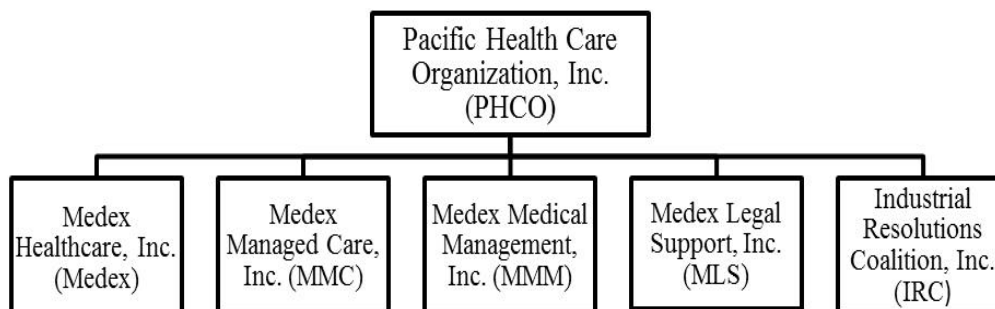 Pacific Health Care
Organization, Inc.
(PHCO)
Medex
Healthcare, Inc.
(Medex)
Medex
Managed Care,
Inc. (MMC)
Medex Medical
Management,
Inc. (MMM)
Medex Legal
Support, Inc.
(MLS)
Industrial
Resolutions
Coalition, Inc.
(IRC)